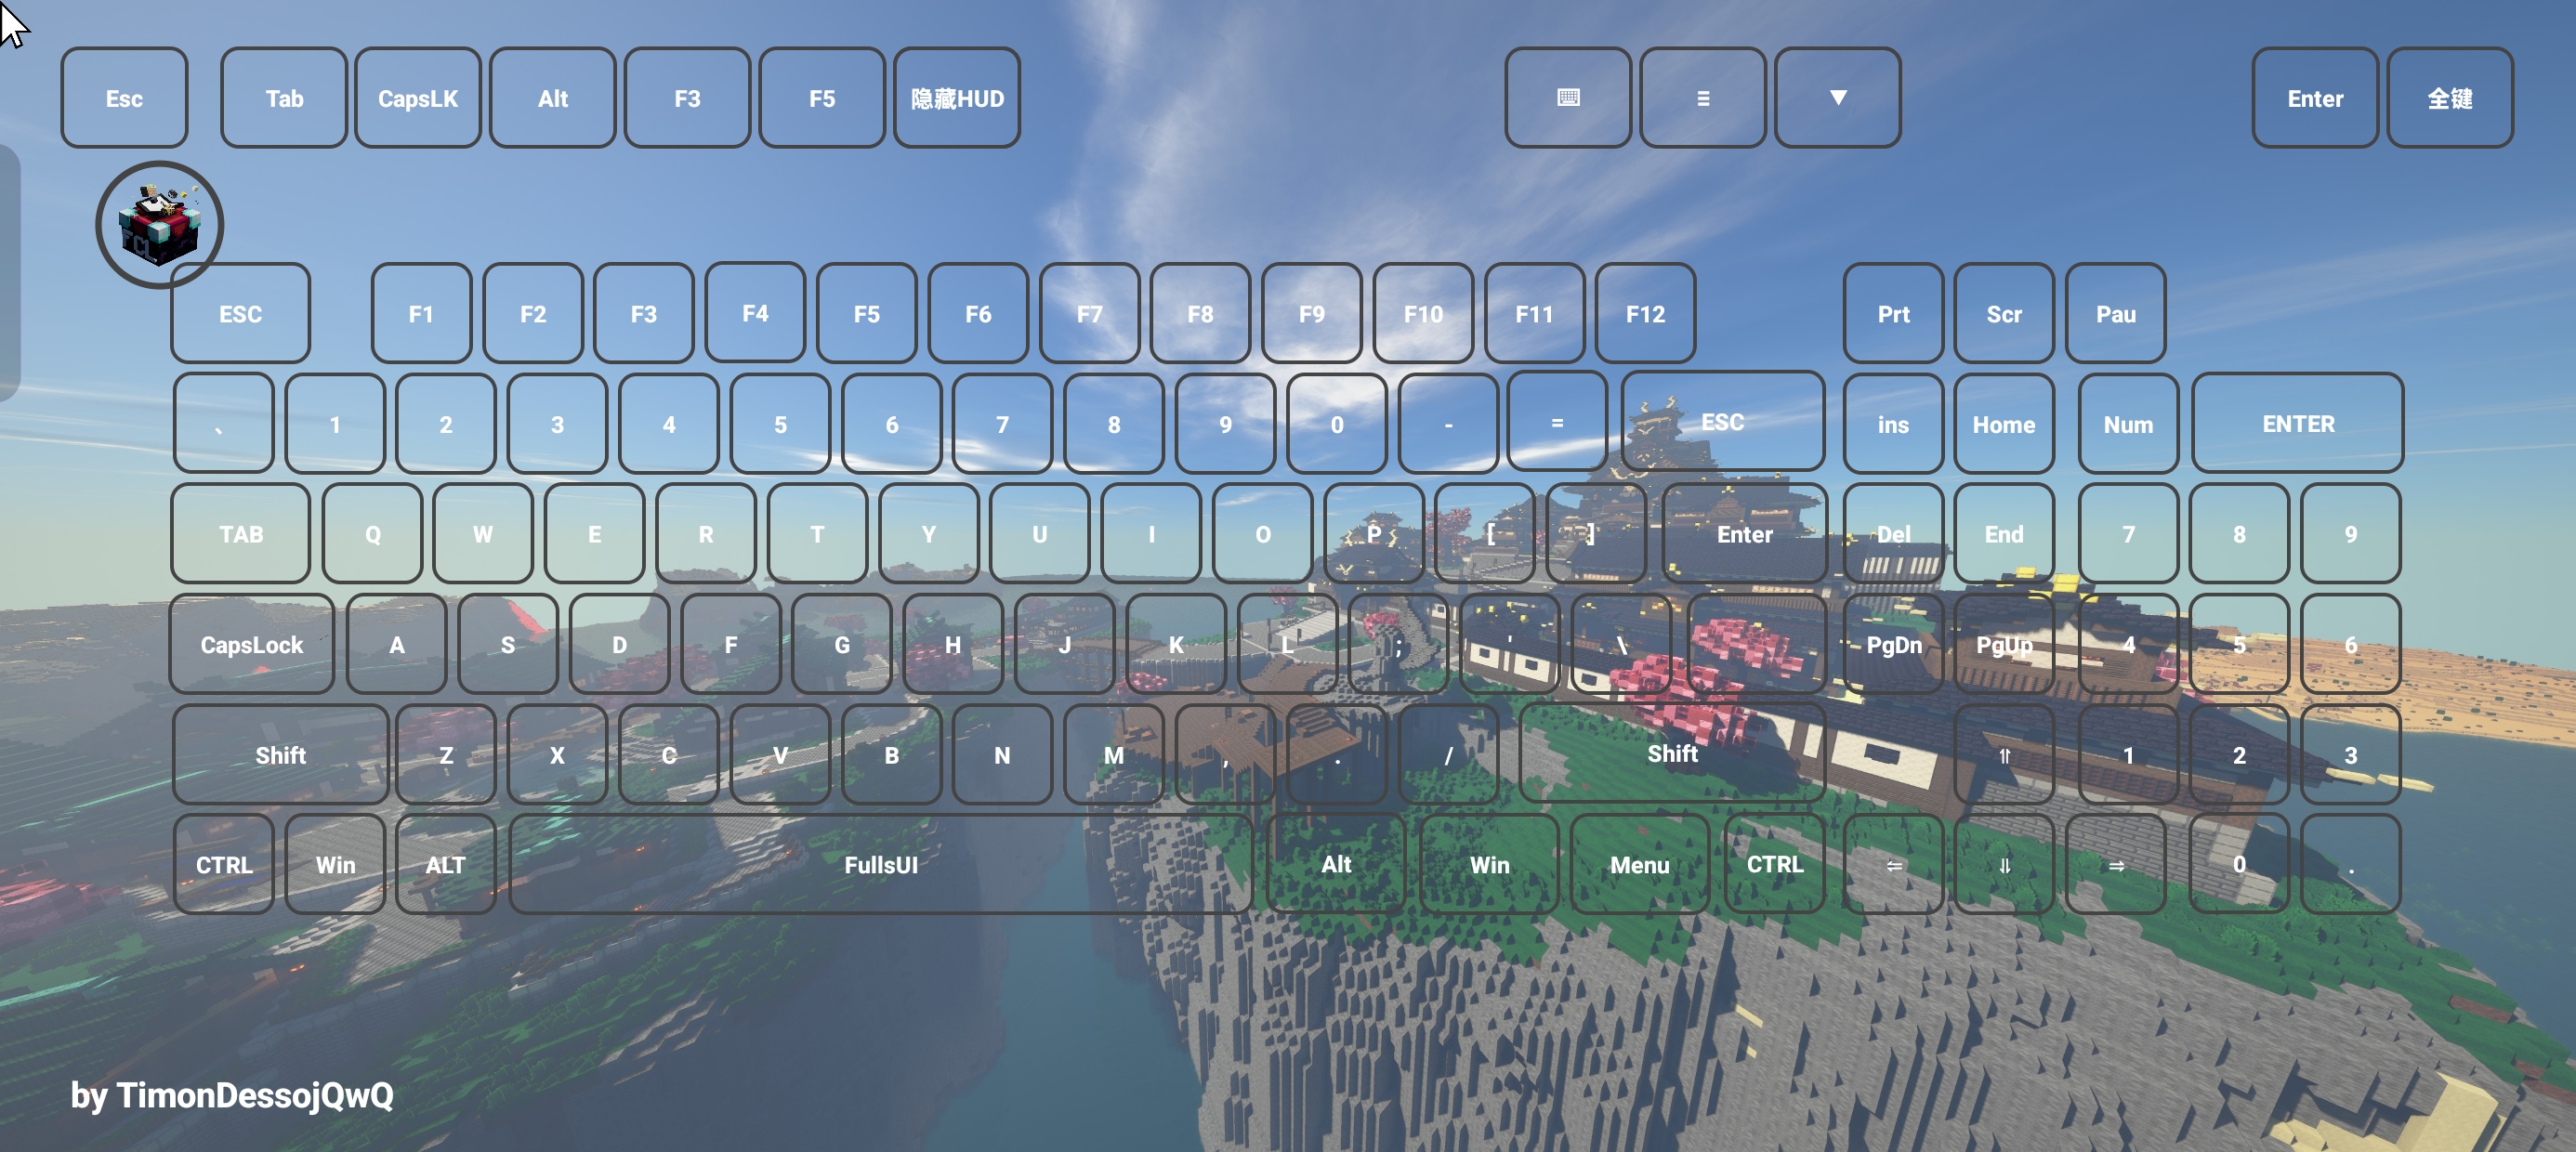 Esc Tab CapsLK Alt F3 F5 隐藏HUD ⌨ ≡ ▼ Enter 全键
FCL
ESC F1 F2 F3 F4 F5 F6 F7 F8 F9 F10 F11 F12 Prt Scr Pau
、 1 2 3 4 5 6 7 8 9 0 - = ESC ins Home Num ENTER
TAB Q W E R T Y U I O P [ ] Enter Del End 7 8 9
CapsLock A S D F G H J K L ; ' \ PgDn PgUp 4 5 6
Shift Z X C V B N M , . / Shift ⇑ 1 2 3
CTRL Win ALT FullsUI Alt Win Menu CTRL ⇐ ⇓ ⇒ 0 .
by TimonDessojQwQ